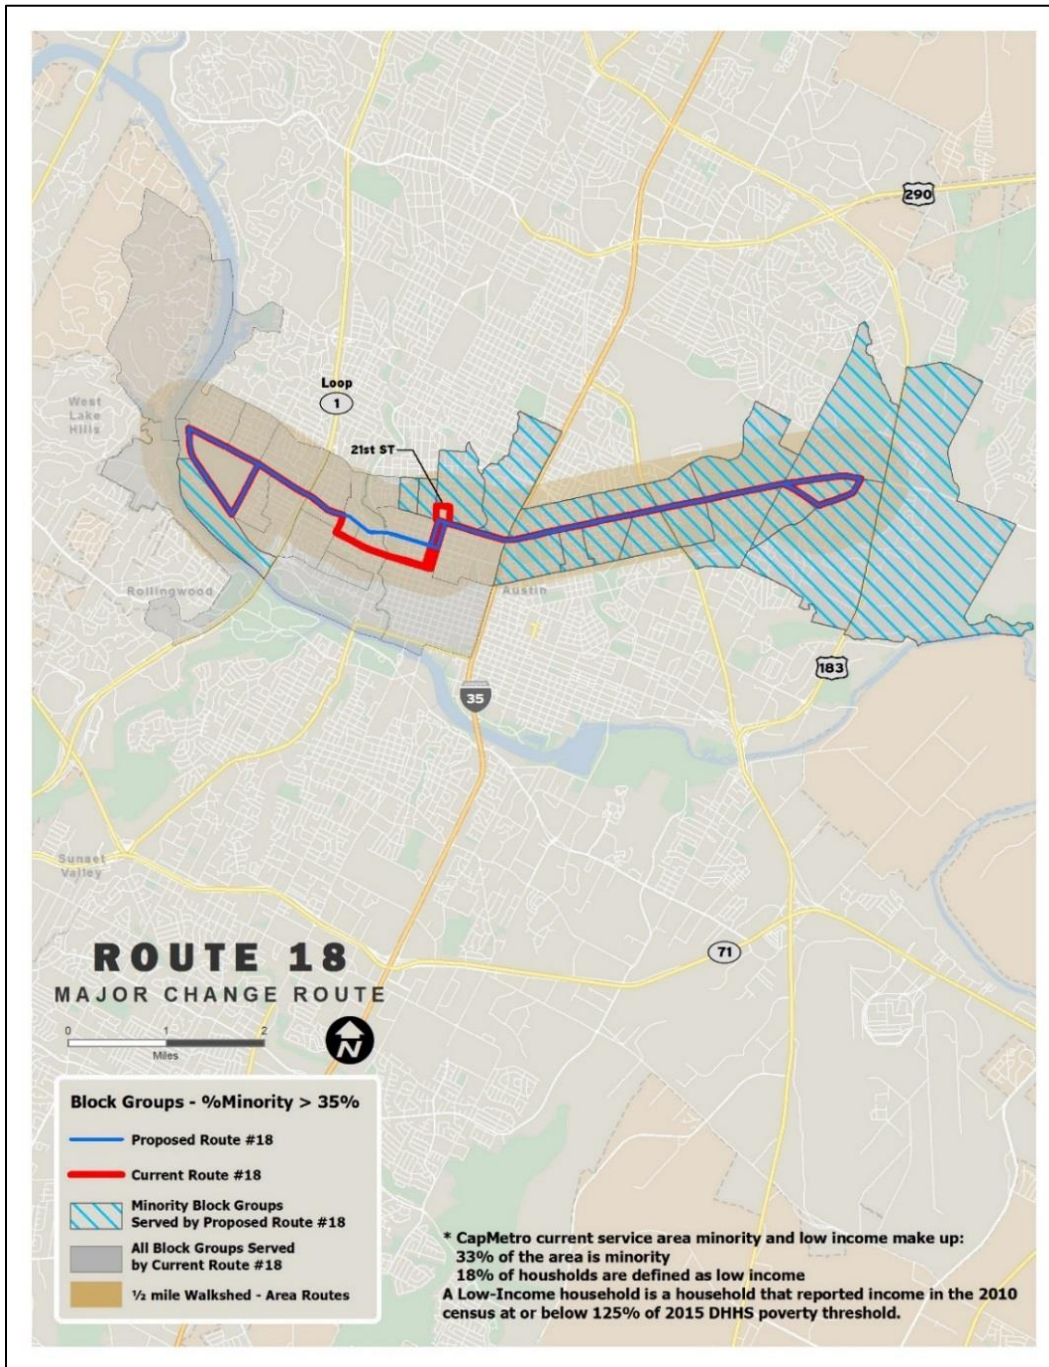 290
West
Lake
Hills
Loop
1
21st ST
Rollingwood
Austin
183
35
Sunset
Valley
71
ROUTE 18
MAJOR CHANGE ROUTE
0 1 2
Miles
N
Block Groups - %Minority > 35%
Proposed Route #18
Current Route #18
Minority Block Groups
Served by Proposed Route #18
All Block Groups Served
by Current Route #18
½ mile Walkshed - Area Routes
* CapMetro current service area minority and low income make up:
33% of the area is minority
18% of housholds are defined as low income
A Low-Income household is a household that reported income in the 2010
census at or below 125% of 2015 DHHS poverty threshold.